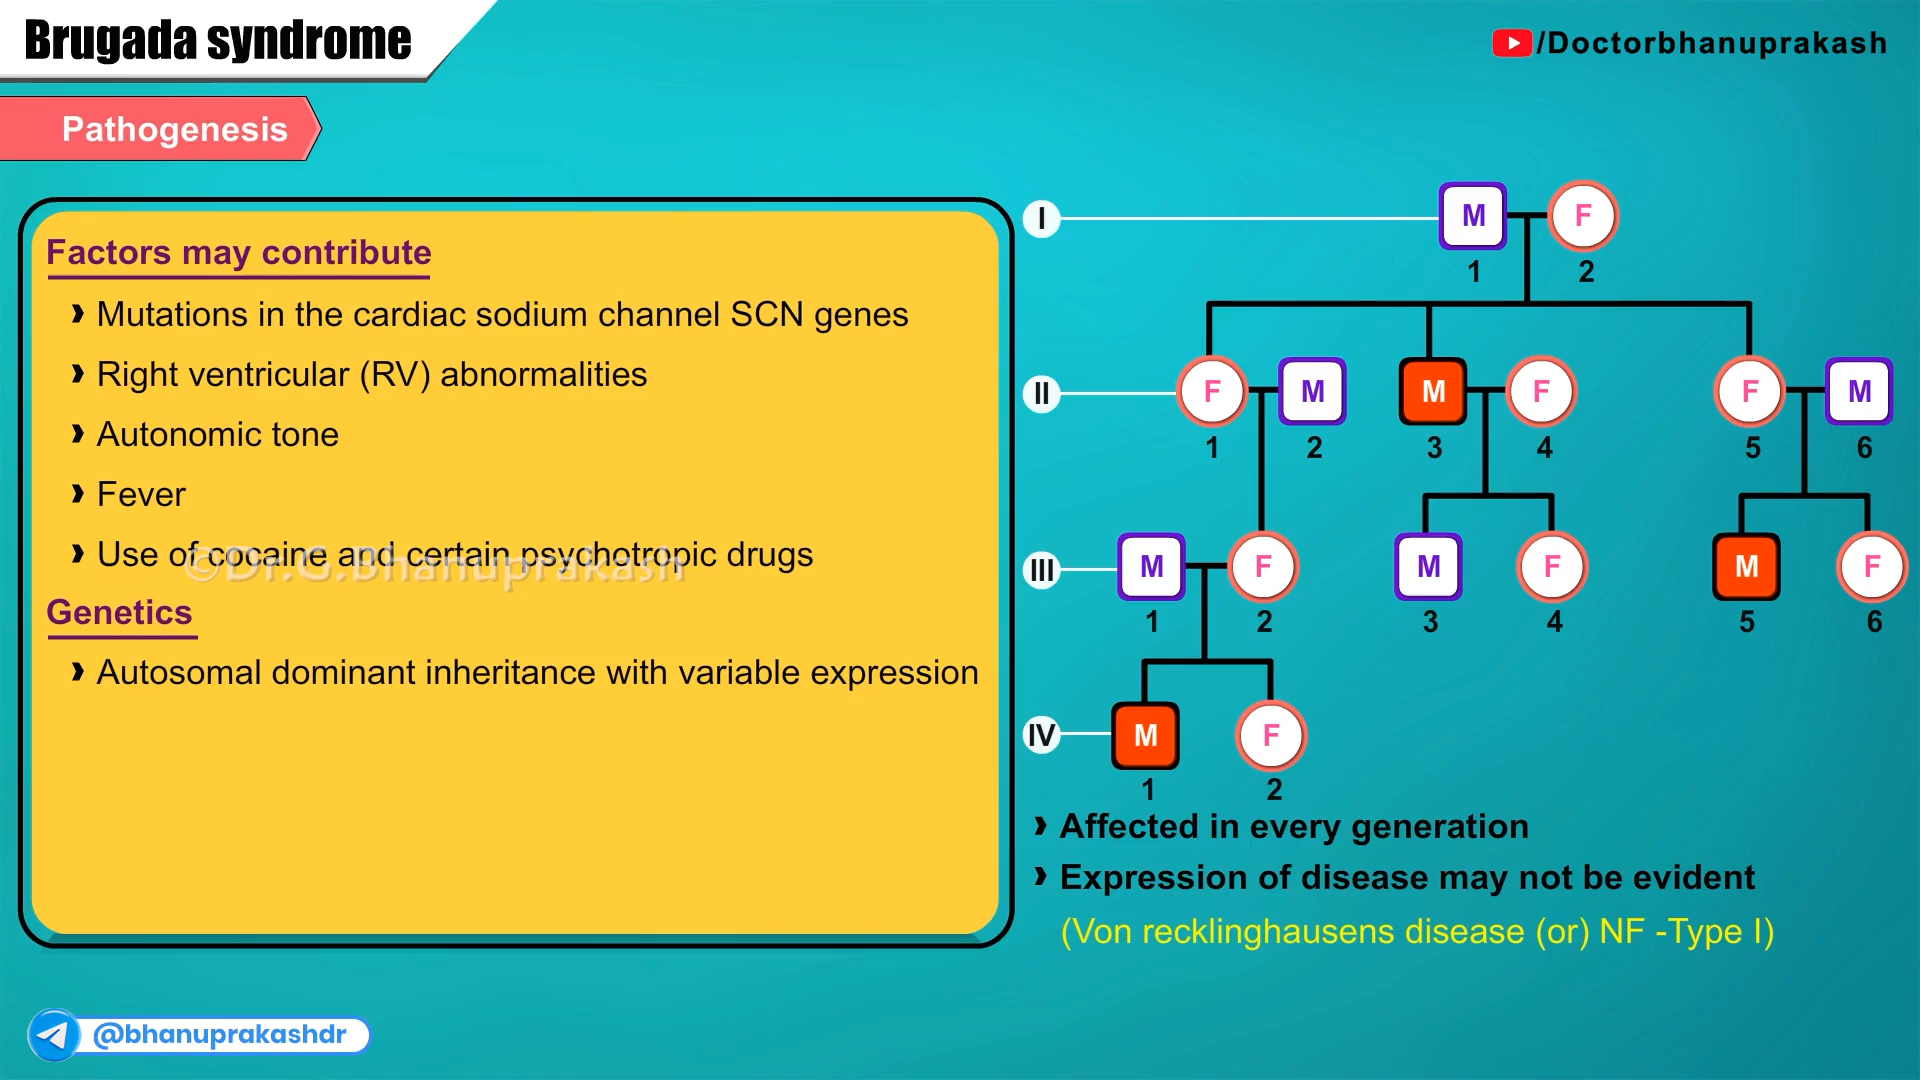 Brugada syndrome
/Doctorbhanuprakash
Pathogenesis
Factors may contribute
Mutations in the cardiac sodium channel SCN genes
Right ventricular (RV) abnormalities
Autonomic tone
Fever
Use of cocaine and certain psychotropic drugs
©Dr.G.Bhanuprakash
Genetics
Autosomal dominant inheritance with variable expression
I M F
1 2
II F M M F F M
1 2 3 4 5 6
III M F M F M F
1 2 3 4 5 6
IV M F
1 2
Affected in every generation
Expression of disease may not be evident
(Von recklinghausens disease (or) NF -Type I)
@bhanuprakashdr